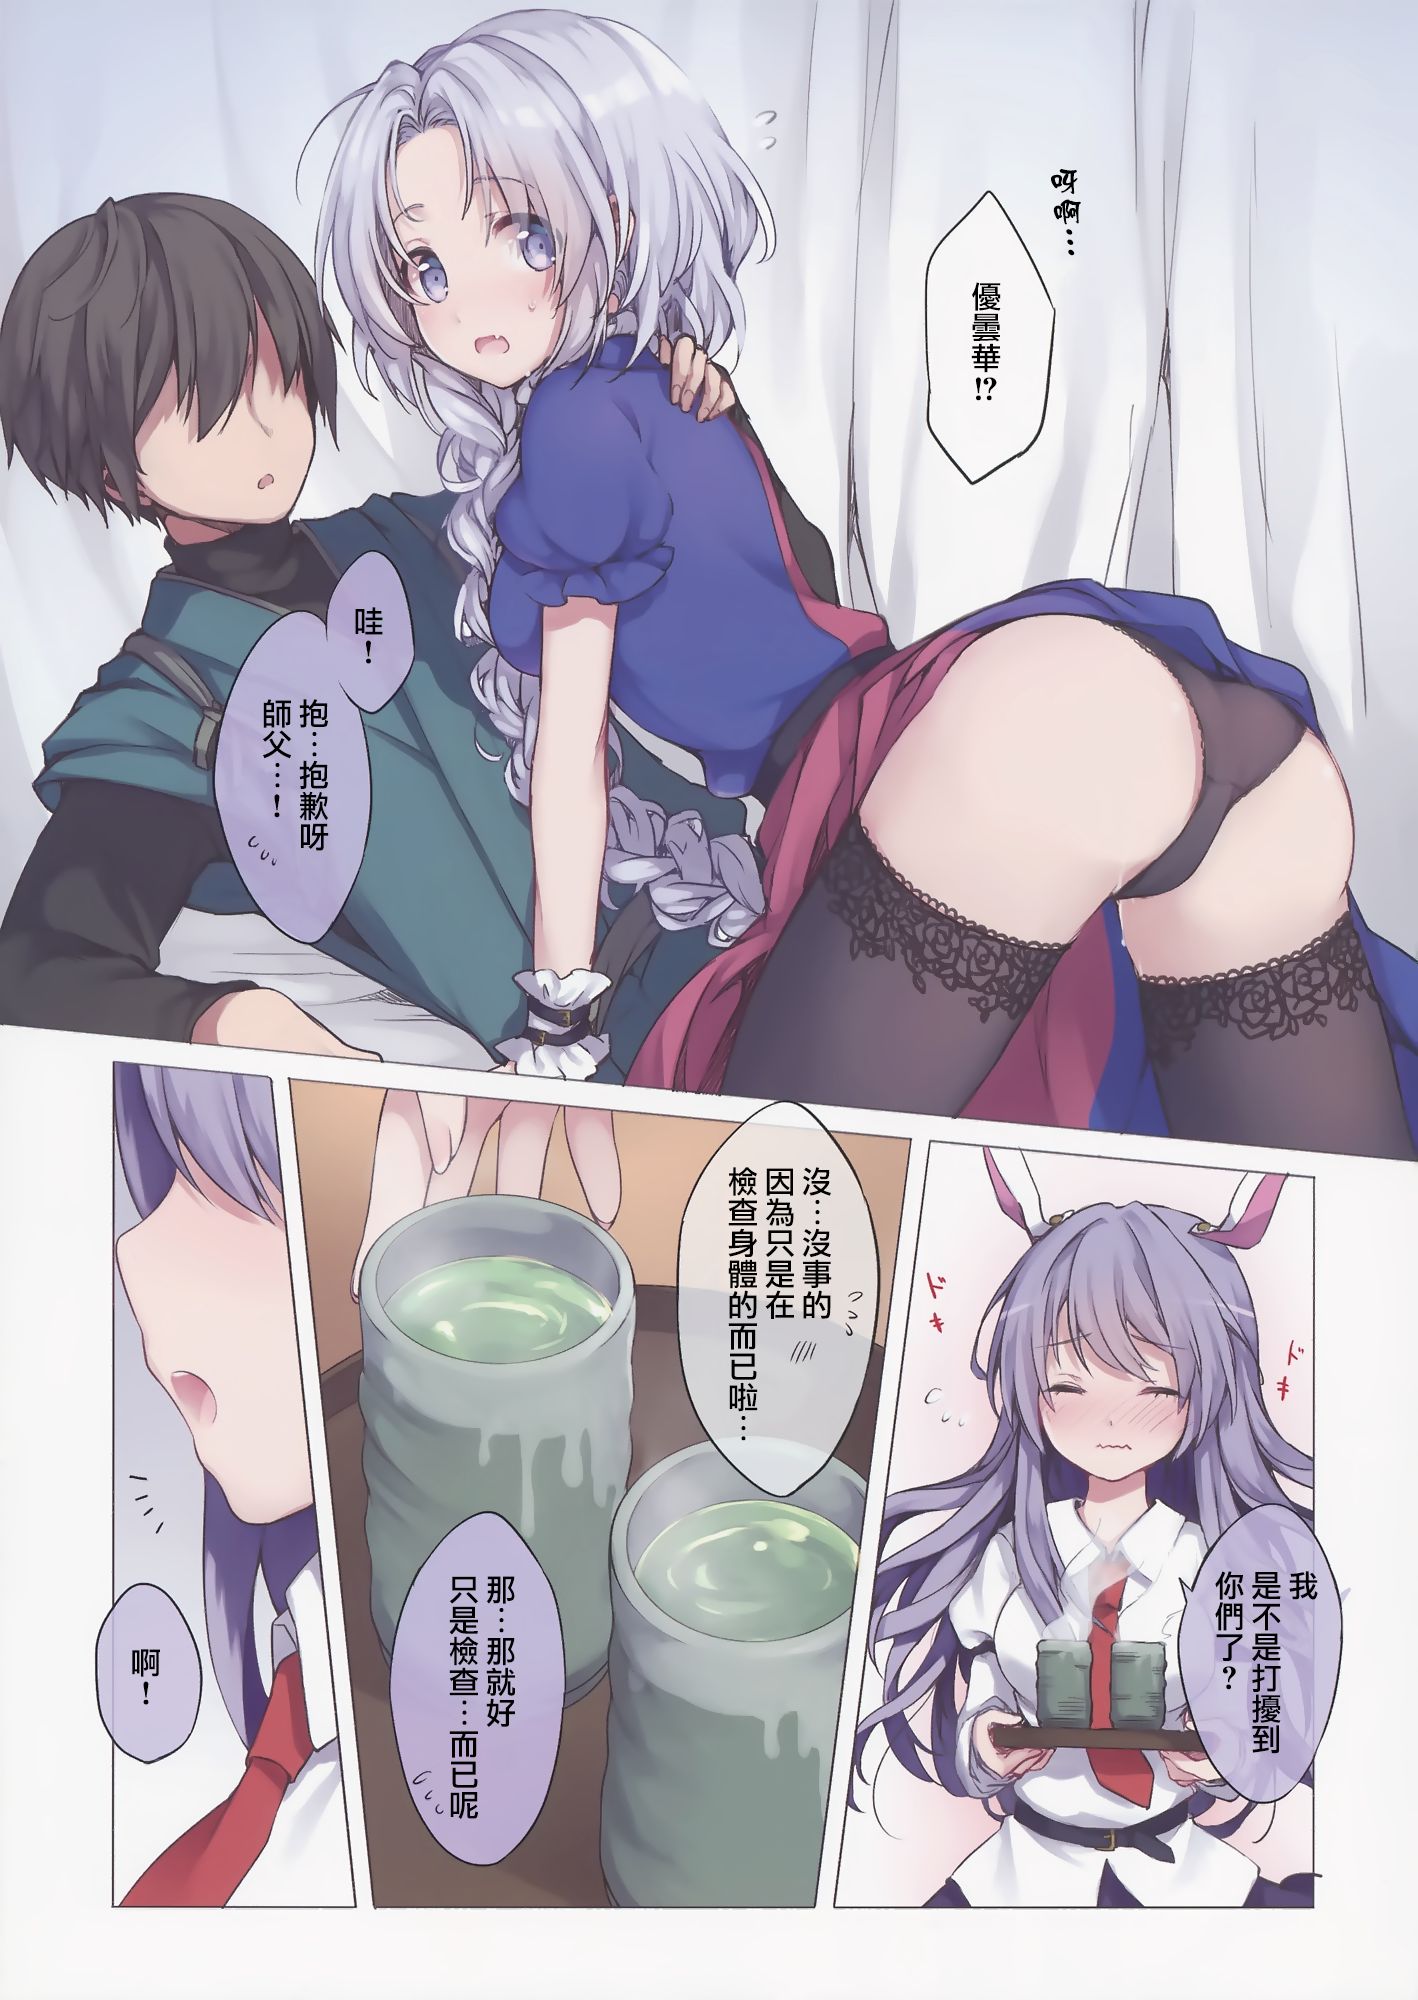 呀啊…
優曇華!?
哇！
抱…抱歉呀
師父…！
我
是不是打擾到
你們了？
ドキ
ドキ
沒…沒事的
因為只是在
檢查身體的而已啦…
那…那就好
只是檢查…而已呢
啊！